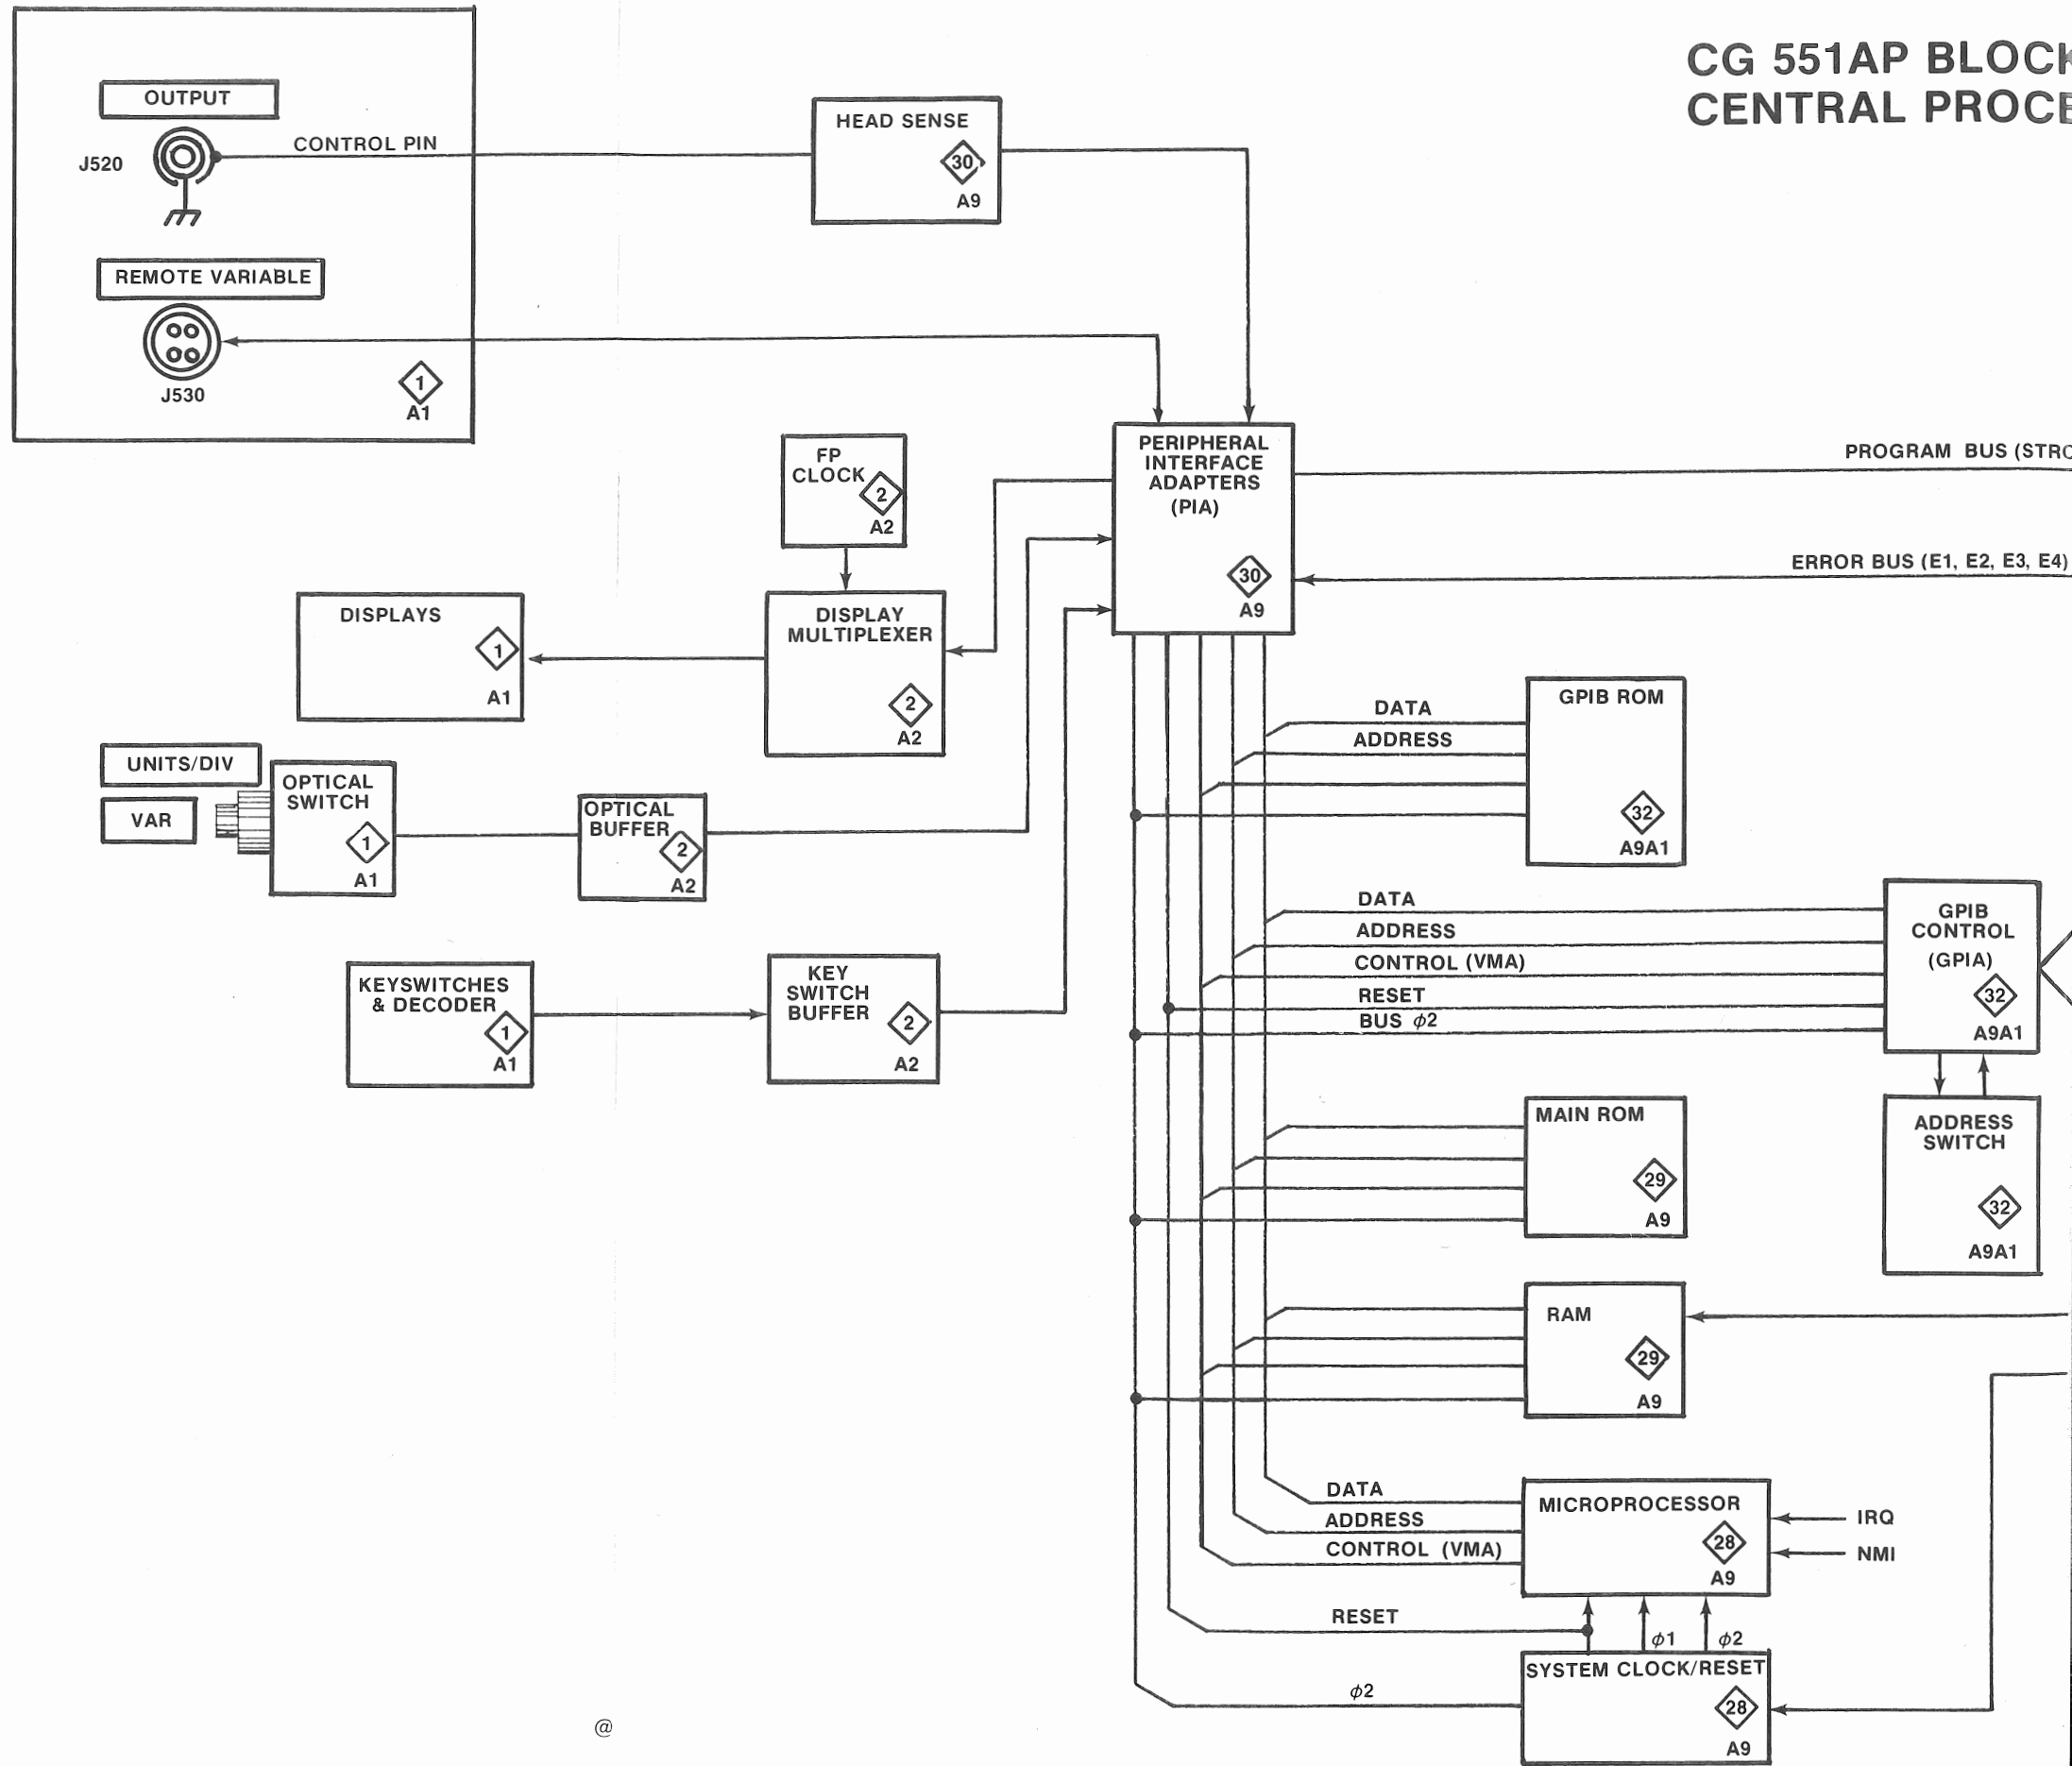 CG 551AP BLOCK
CENTRAL PROCE
OUTPUT
J520
CONTROL PIN
HEAD SENSE
30
A9
REMOTE VARIABLE
J530
1
A1
FP
CLOCK
2
A2
PERIPHERAL
INTERFACE
ADAPTERS
(PIA)
30
A9
PROGRAM BUS (STRO
ERROR BUS (E1, E2, E3, E4)
DISPLAYS
1
A1
DISPLAY
MULTIPLEXER
2
A2
GPIB ROM
32
A9A1
DATA
ADDRESS
UNITS/DIV
VAR
OPTICAL
SWITCH
1
A1
OPTICAL
BUFFER
2
A2
DATA
ADDRESS
CONTROL (VMA)
RESET
BUS ϕ2
GPIB
CONTROL
(GPIA)
32
A9A1
KEYSWITCHES
& DECODER
1
A1
KEY
SWITCH
BUFFER
2
A2
MAIN ROM
29
A9
ADDRESS
SWITCH
32
A9A1
RAM
29
A9
DATA
ADDRESS
CONTROL (VMA)
MICROPROCESSOR
28
A9
IRQ
NMI
RESET
ϕ1
ϕ2
SYSTEM CLOCK/RESET
28
A9
ϕ2
@